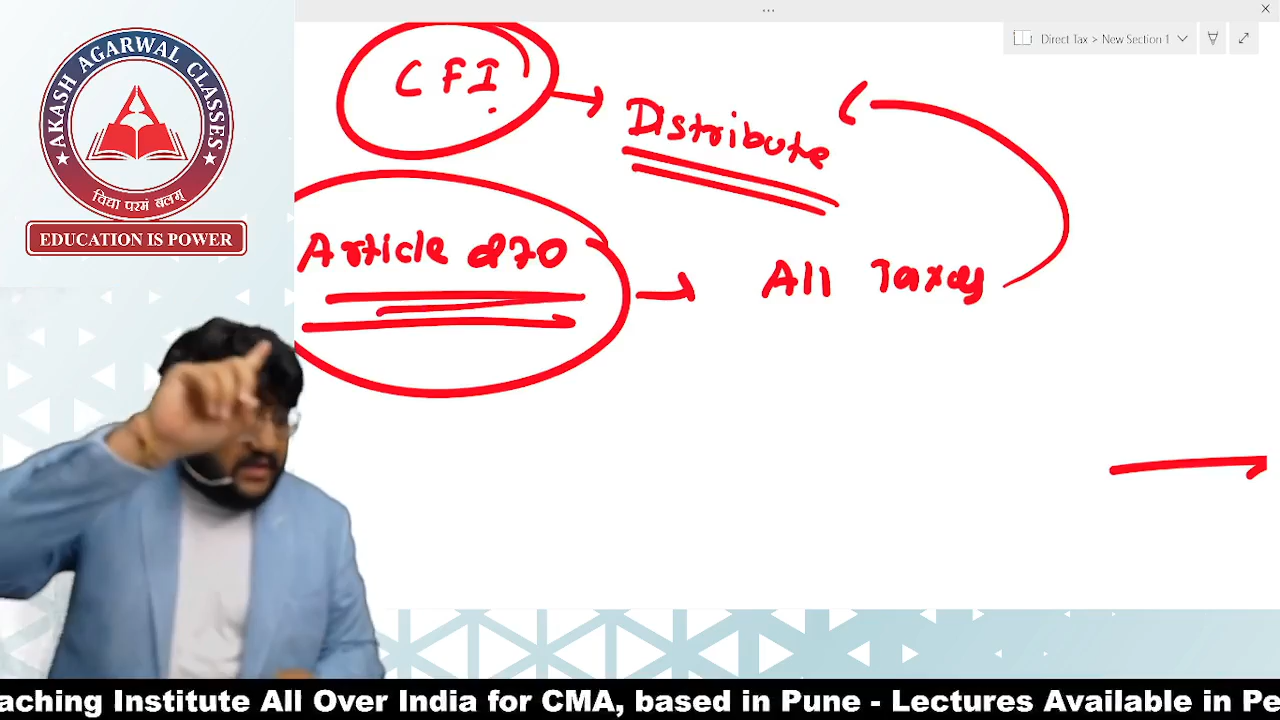 AKASH AGARWAL CLASSES
विद्या परमं बलम्
EDUCATION IS POWER
Direct Tax > New Section 1
CFI
Distribute
Article 270
All Taxes
aching Institute All Over India for CMA, based in Pune - Lectures Available in Pe